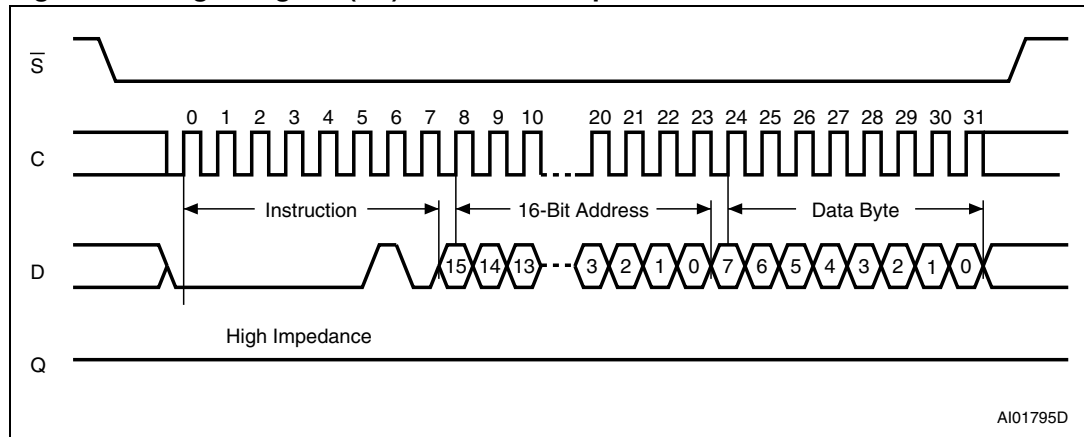 S
0 1 2 3 4 5 6 7 8 9 10 20 21 22 23 24 25 26 27 28 29 30 31
C
Instruction 16-Bit Address Data Byte
D
15 14 13 3 2 1 0 7 6 5 4 3 2 1 0
High Impedance
Q
AI01795D